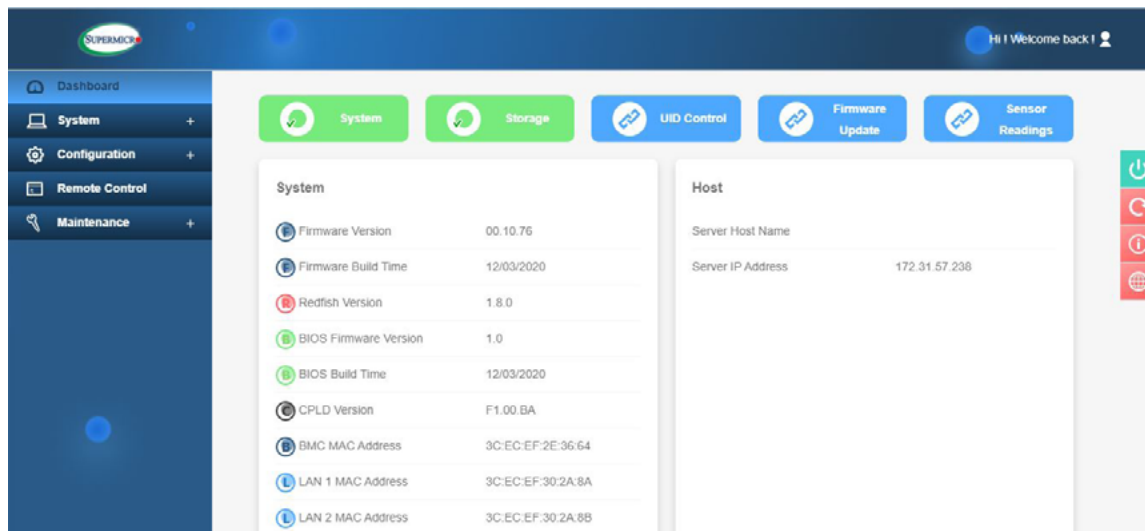 SUPERMICR
Hi ! Welcome back !
Dashboard
System +
Configuration +
Remote Control
Maintenance +
System
Storage
UID Control
Firmware
Update
Sensor
Readings
System
Firmware Version 00.10.76
Firmware Build Time 12/03/2020
Redfish Version 1.8.0
BIOS Firmware Version 1.0
BIOS Build Time 12/03/2020
CPLD Version F1.00.BA
BMC MAC Address 3C:EC:EF:2E:36:64
LAN 1 MAC Address 3C:EC:EF:30:2A:8A
LAN 2 MAC Address 3C:EC:EF:30:2A:8B
Host
Server Host Name
Server IP Address 172.31.57.238